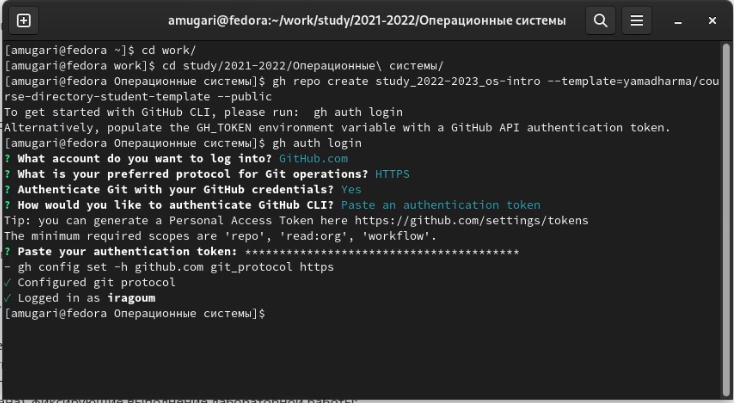 amugari@fedora:~/work/study/2021-2022/Операционные системы
[amugari@fedora ~]$ cd work/
[amugari@fedora work]$ cd study/2021-2022/Операционные\ системы/
[amugari@fedora Операционные системы]$ gh repo create study_2022-2023_os-intro --template=yamadharma/cou
rse-directory-student-template --public
To get started with GitHub CLI, please run:  gh auth login
Alternatively, populate the GH_TOKEN environment variable with a GitHub API authentication token.
[amugari@fedora Операционные системы]$ gh auth login
? What account do you want to log into? GitHub.com
? What is your preferred protocol for Git operations? HTTPS
? Authenticate Git with your GitHub credentials? Yes
? How would you like to authenticate GitHub CLI? Paste an authentication token
Tip: you can generate a Personal Access Token here https://github.com/settings/tokens
The minimum required scopes are 'repo', 'read:org', 'workflow'.
? Paste your authentication token: ****************************************
- gh config set -h github.com git_protocol https
✓ Configured git protocol
✓ Logged in as iragoum
[amugari@fedora Операционные системы]$